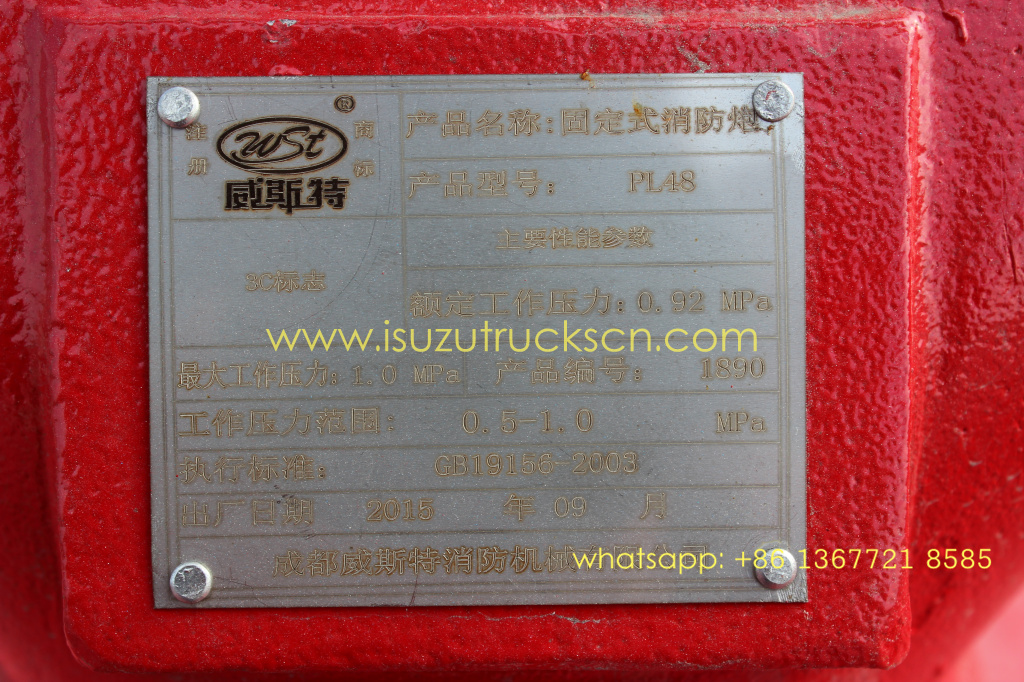 注册 商标 ®
WSt
威斯特
产品名称:固定式消防炮
产品型号: PL48
主要性能参数
3C标志
额定工作压力:0.92 MPa
www.isuzutruckscn.com
最大工作压力:1.0 MPa 产品编号: 1890
工作压力范围: 0.5-1.0 MPa
执行标准: GB19156-2003
出厂日期 2015 年 09 月
成都威斯特消防机械
whatsapp: +86 1367721 8585